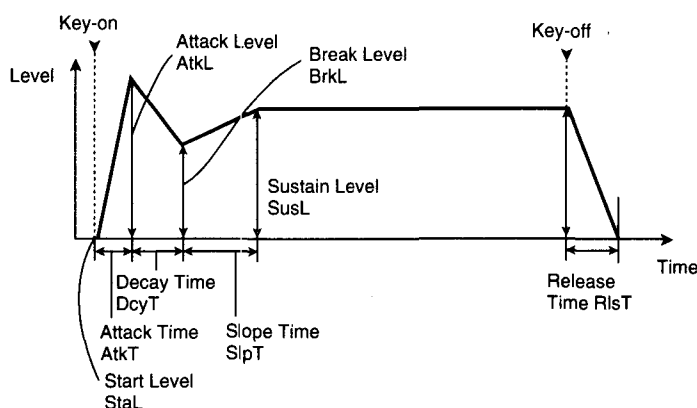 Key-on
Attack Level
AtkL
Break Level
BrkL
Key-off
Level
Sustain Level
SusL
Time
Decay Time
DcyT
Release
Time RlsT
Attack Time
AtkT
Slope Time
SlpT
Start Level
StaL